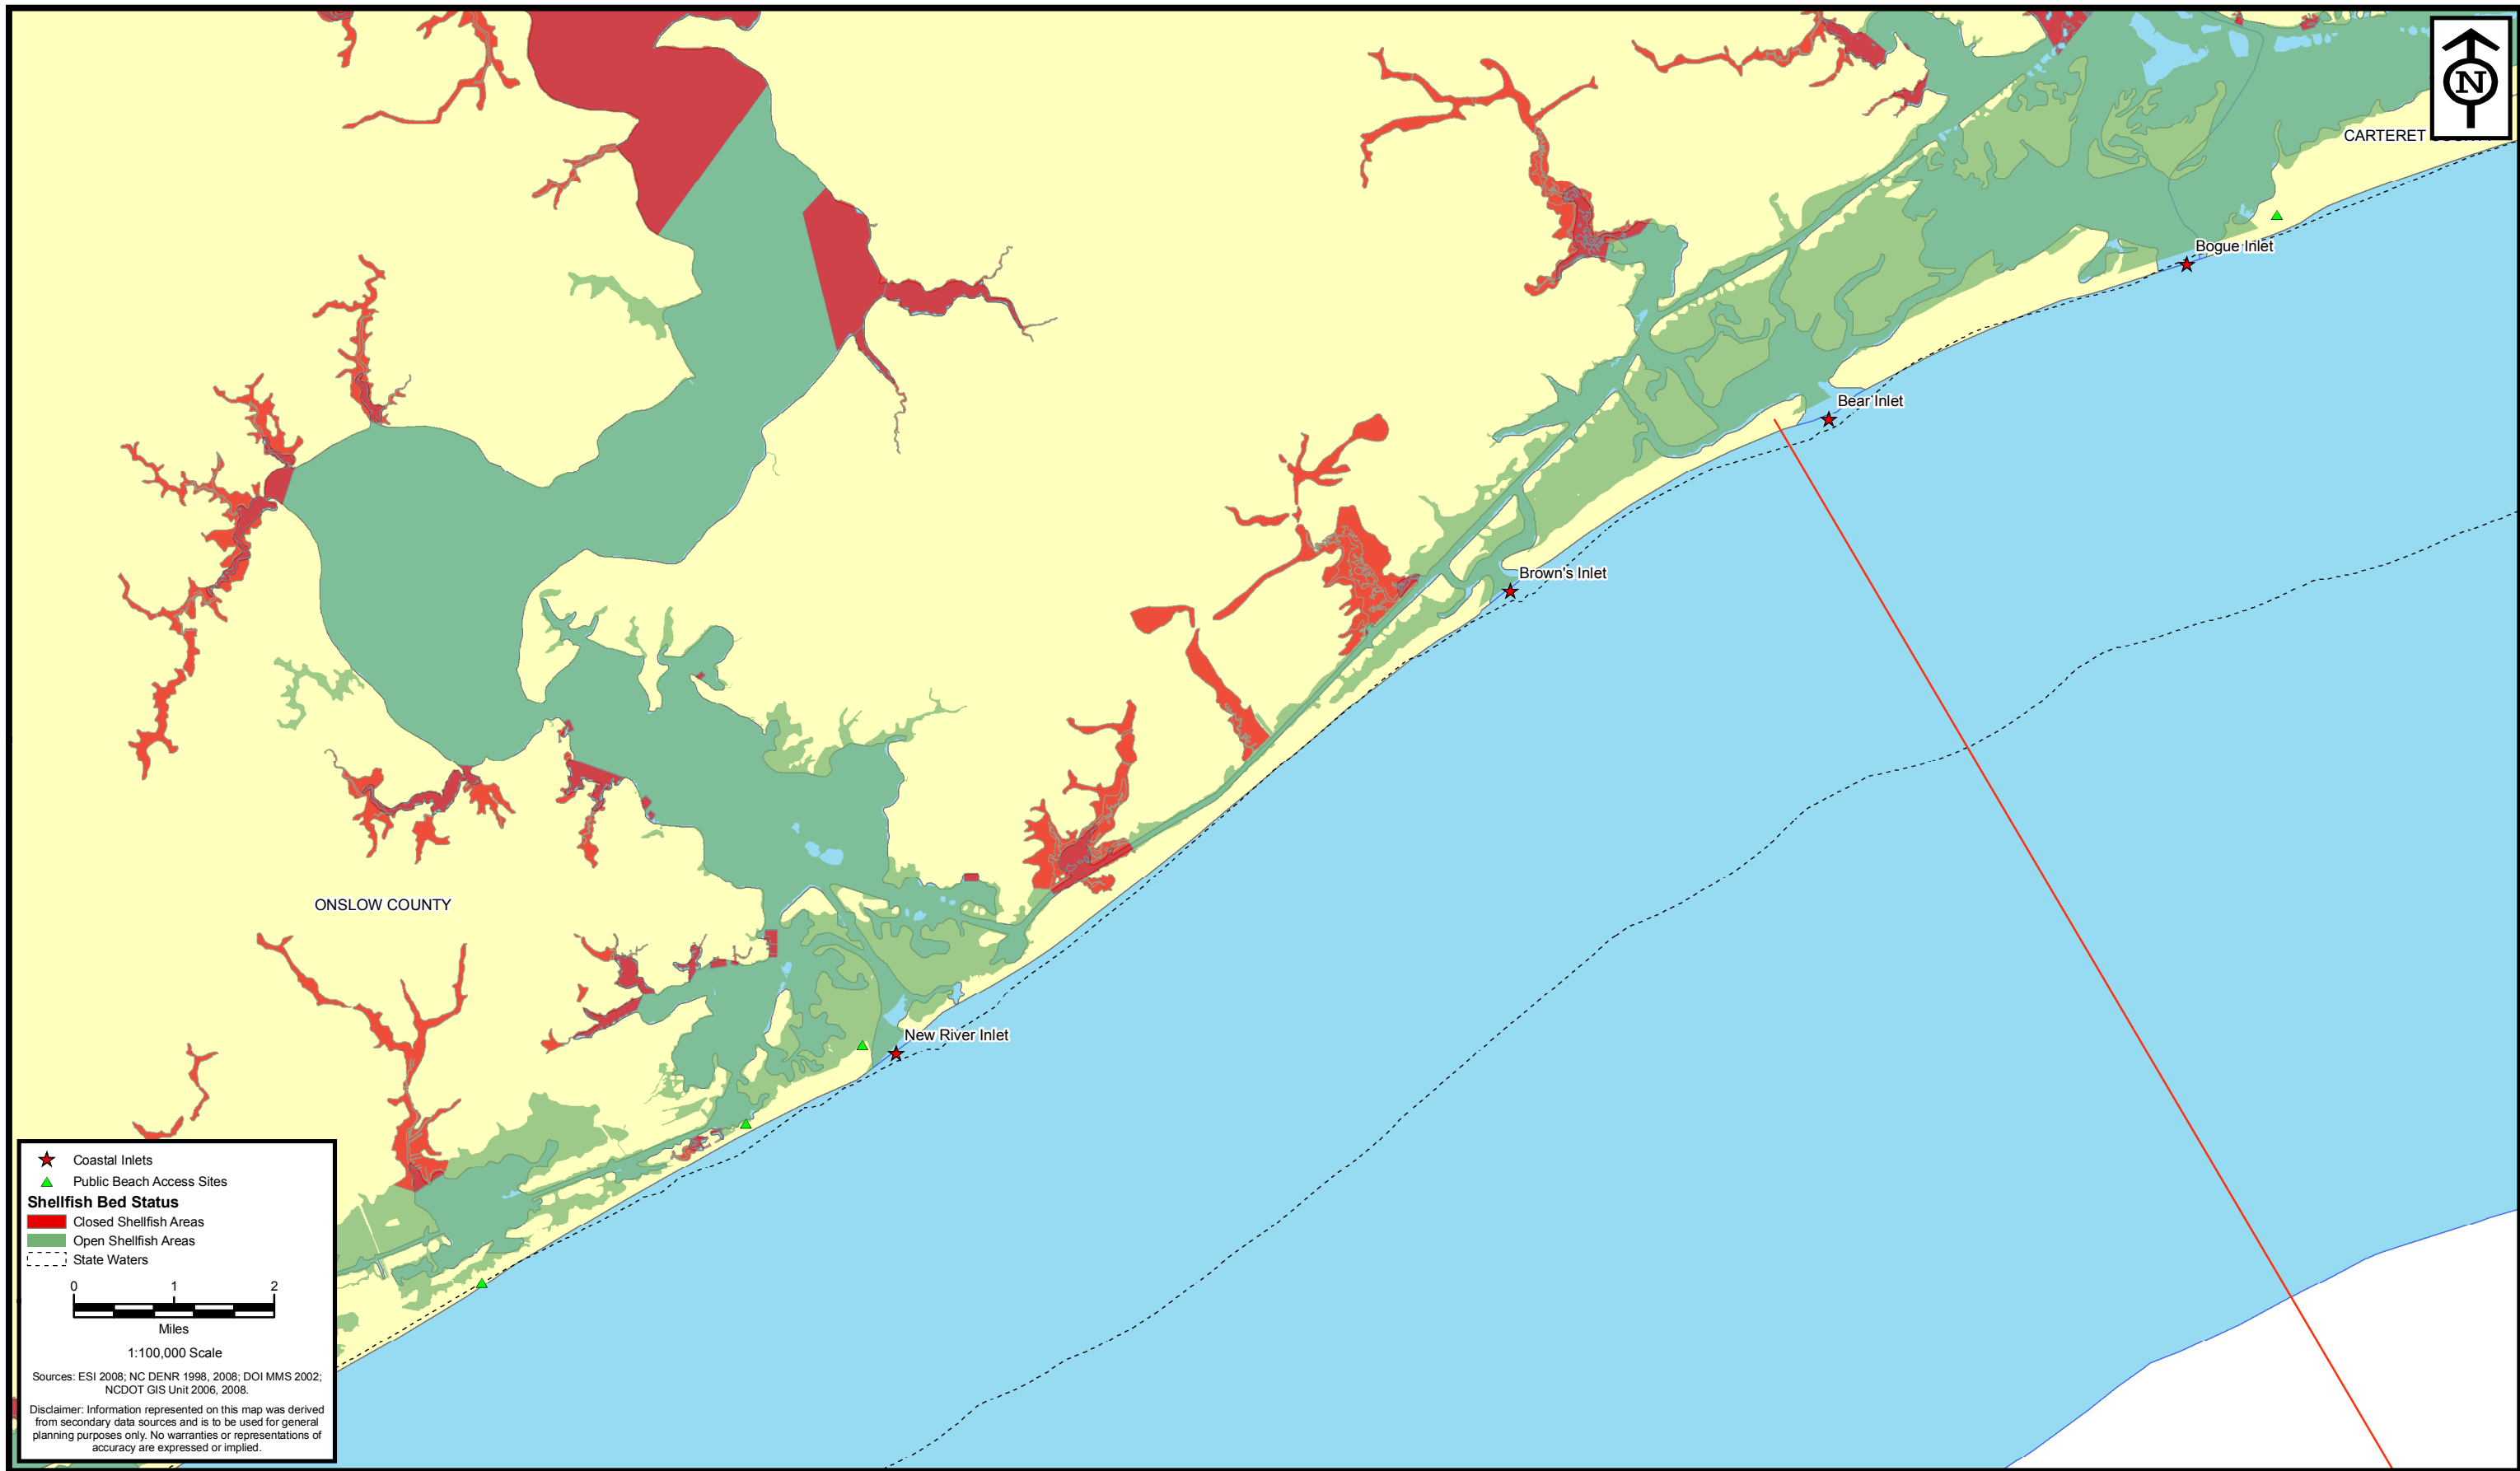 N
CARTERET
Bogue Inlet
Bear Inlet
Brown's Inlet
ONSLOW COUNTY
New River Inlet
Coastal Inlets
Public Beach Access Sites
Shellfish Bed Status
Closed Shellfish Areas
Open Shellfish Areas
State Waters
0 1 2
Miles
1:100,000 Scale
Sources: ESI 2008; NC DENR 1998, 2008; DOI MMS 2002;
NCDOT GIS Unit 2006, 2008.
Disclaimer: Information represented on this map was derived
from secondary data sources and is to be used for general
planning purposes only. No warranties or representations of
accuracy are expressed or implied.